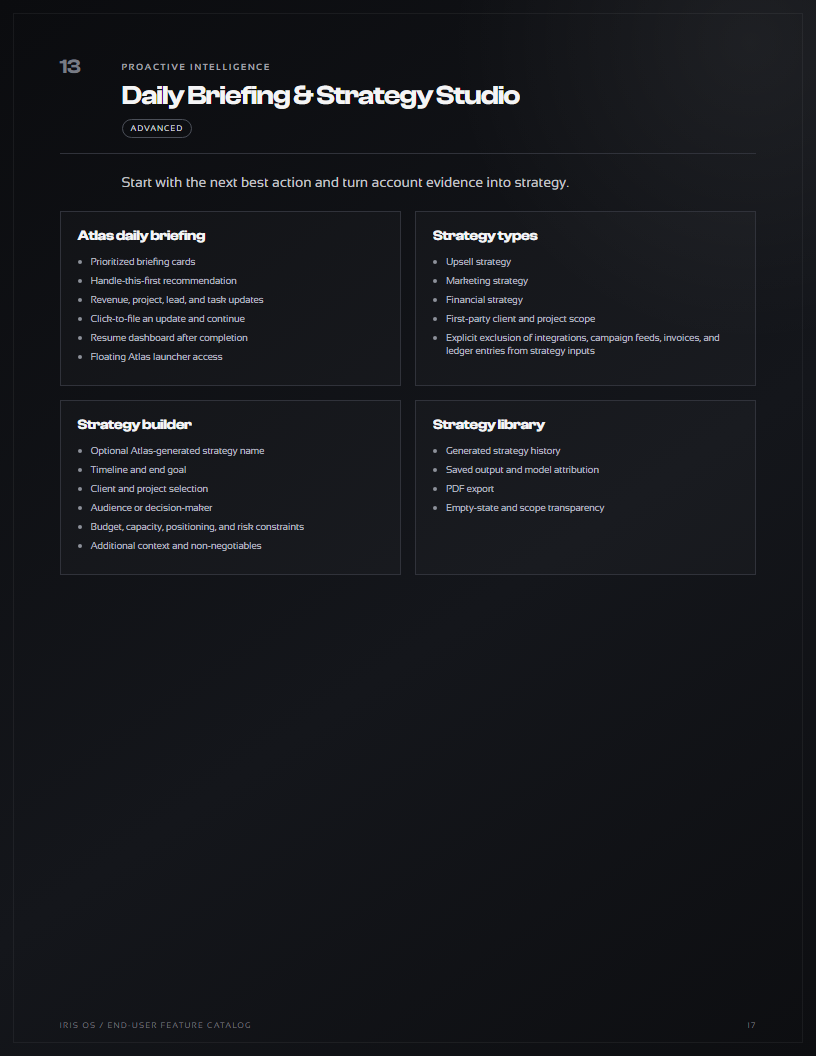 13
PROACTIVE INTELLIGENCE
Daily Briefing & Strategy Studio
ADVANCED
Start with the next best action and turn account evidence into strategy.
Atlas daily briefing
Prioritized briefing cards
Handle-this-first recommendation
Revenue, project, lead, and task updates
Click-to-file an update and continue
Resume dashboard after completion
Floating Atlas launcher access
Strategy types
Upsell strategy
Marketing strategy
Financial strategy
First-party client and project scope
Explicit exclusion of integrations, campaign feeds, invoices, and
ledger entries from strategy inputs
Strategy builder
Optional Atlas-generated strategy name
Timeline and end goal
Client and project selection
Audience or decision-maker
Budget, capacity, positioning, and risk constraints
Additional context and non-negotiables
Strategy library
Generated strategy history
Saved output and model attribution
PDF export
Empty-state and scope transparency
IRIS OS / END-USER FEATURE CATALOG
17